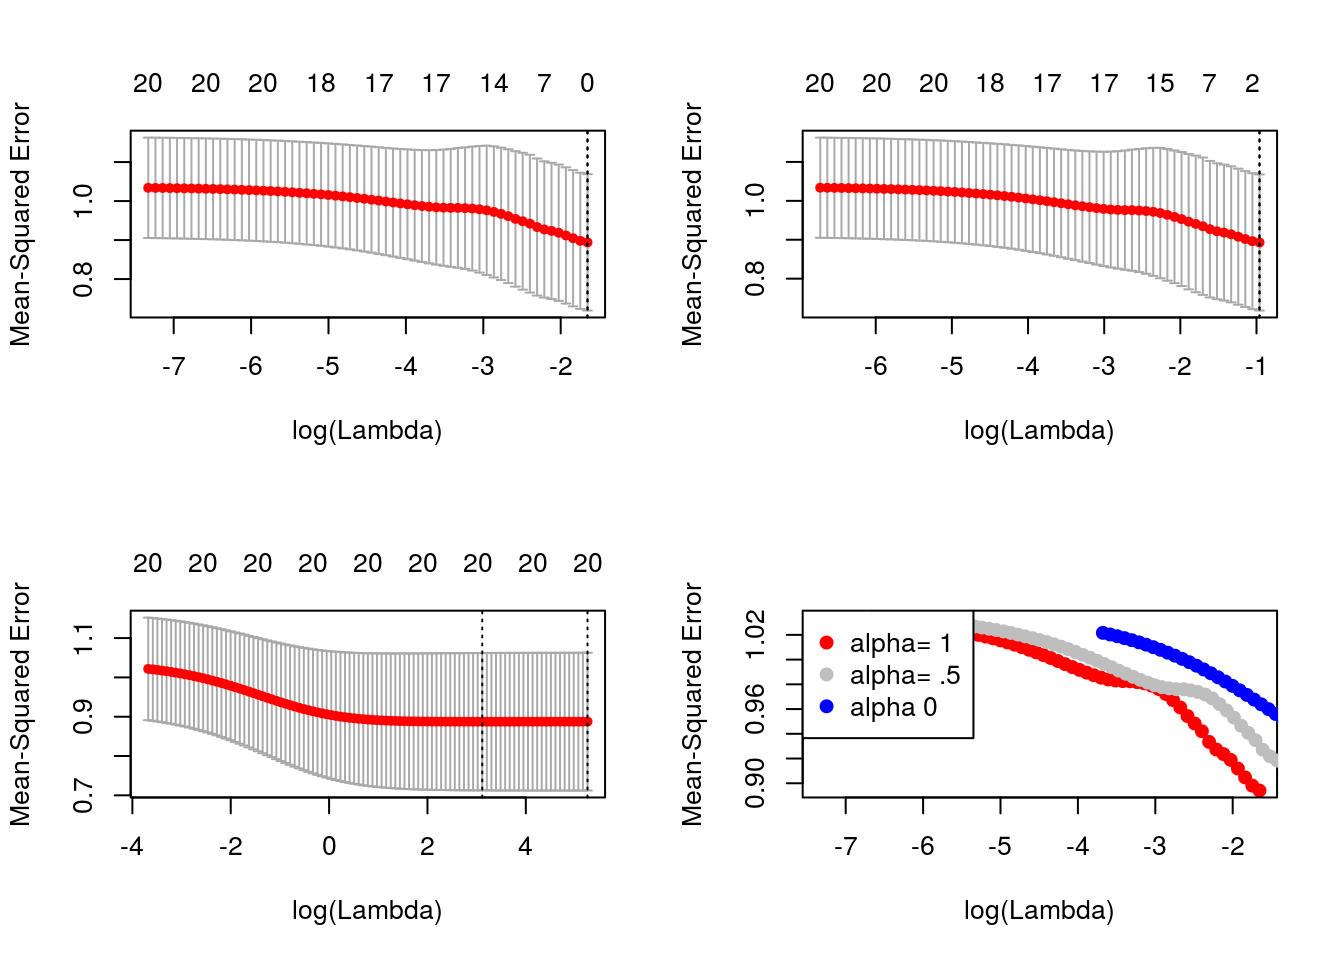 20 20 20 18 17 17 14 7 0
Mean-Squared Error
1.0
0.8
-7 -6 -5 -4 -3 -2
log(Lambda)
20 20 20 18 17 17 15 7 2
Mean-Squared Error
1.0
0.8
-6 -5 -4 -3 -2 -1
log(Lambda)
20 20 20 20 20 20 20 20 20
Mean-Squared Error
1.1
0.9
0.7
-4 -2 0 2 4
log(Lambda)
Mean-Squared Error
1.02
0.96
0.90
alpha= 1
alpha= .5
alpha 0
-7 -6 -5 -4 -3 -2
log(Lambda)